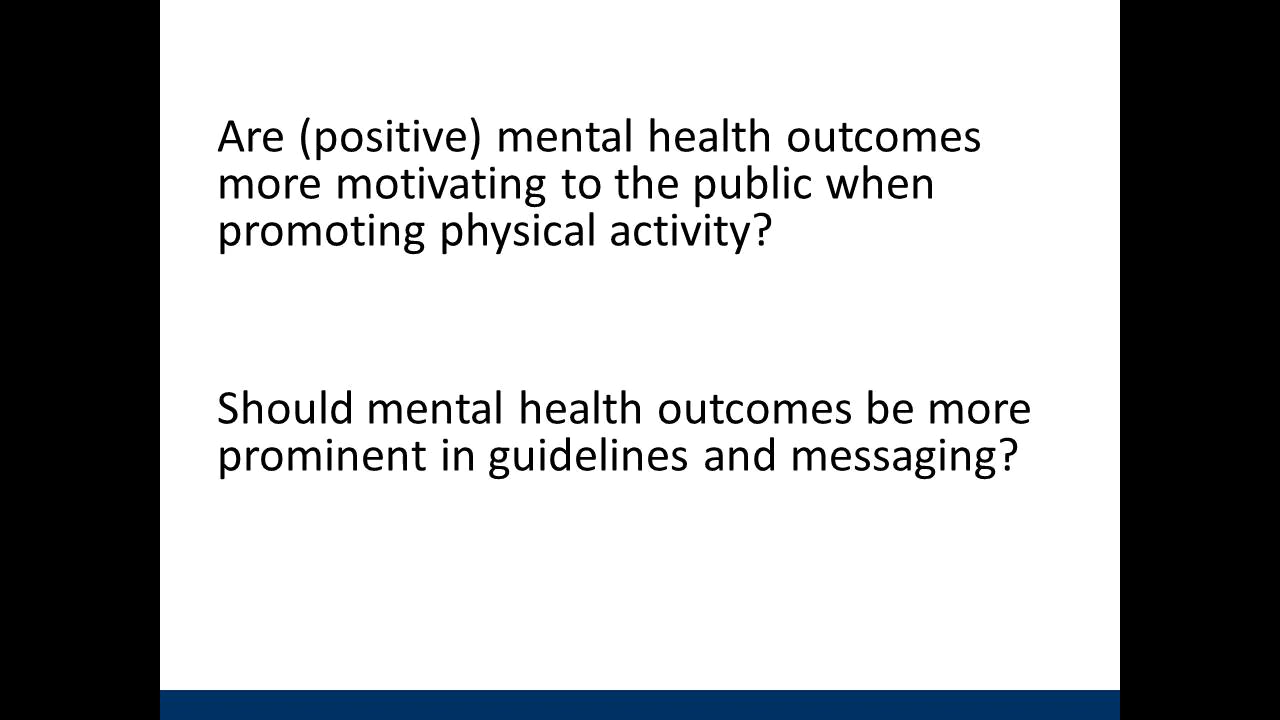 Are (positive) mental health outcomes
more motivating to the public when
promoting physical activity?
Should mental health outcomes be more
prominent in guidelines and messaging?